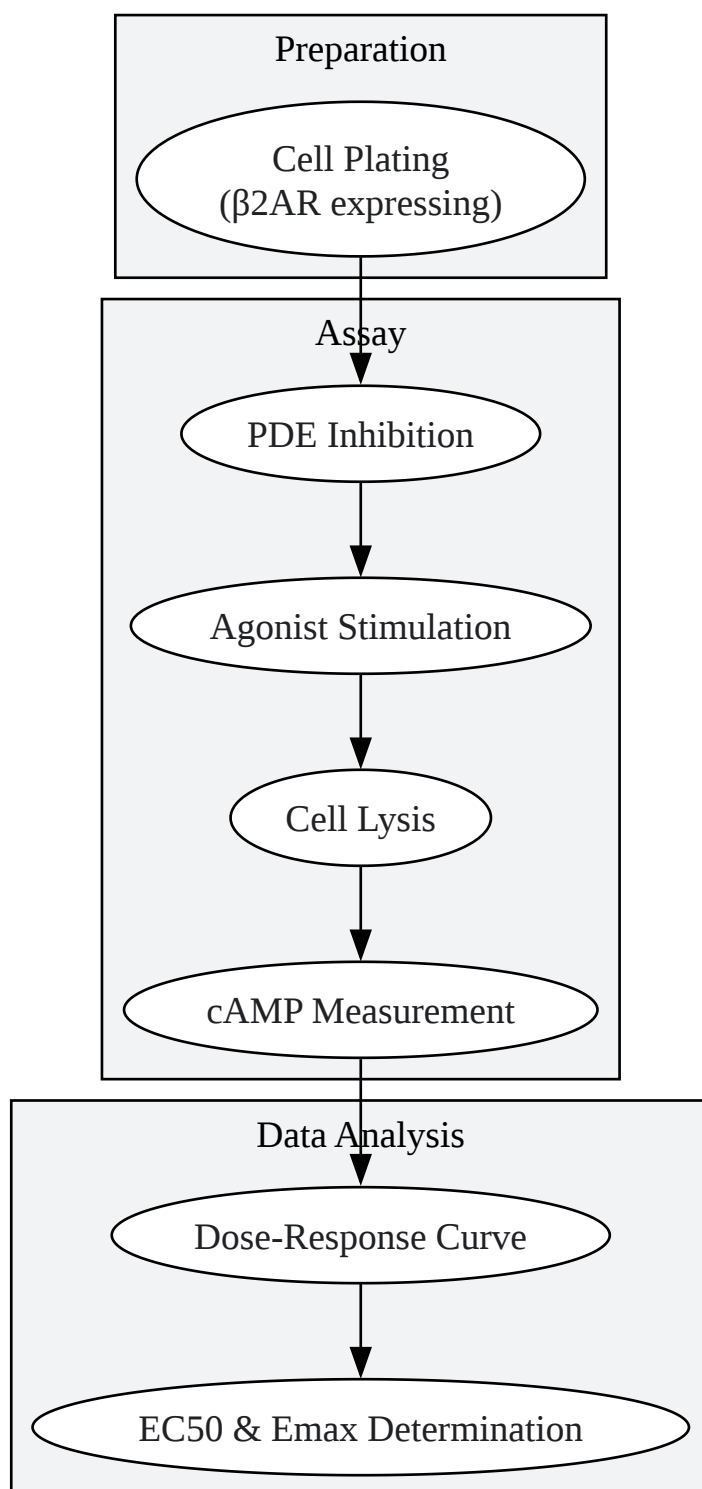 Preparation
Cell Plating
(β2AR expressing)
Assay
PDE Inhibition
Agonist Stimulation
Cell Lysis
cAMP Measurement
Data Analysis
Dose-Response Curve
EC50 & Emax Determination